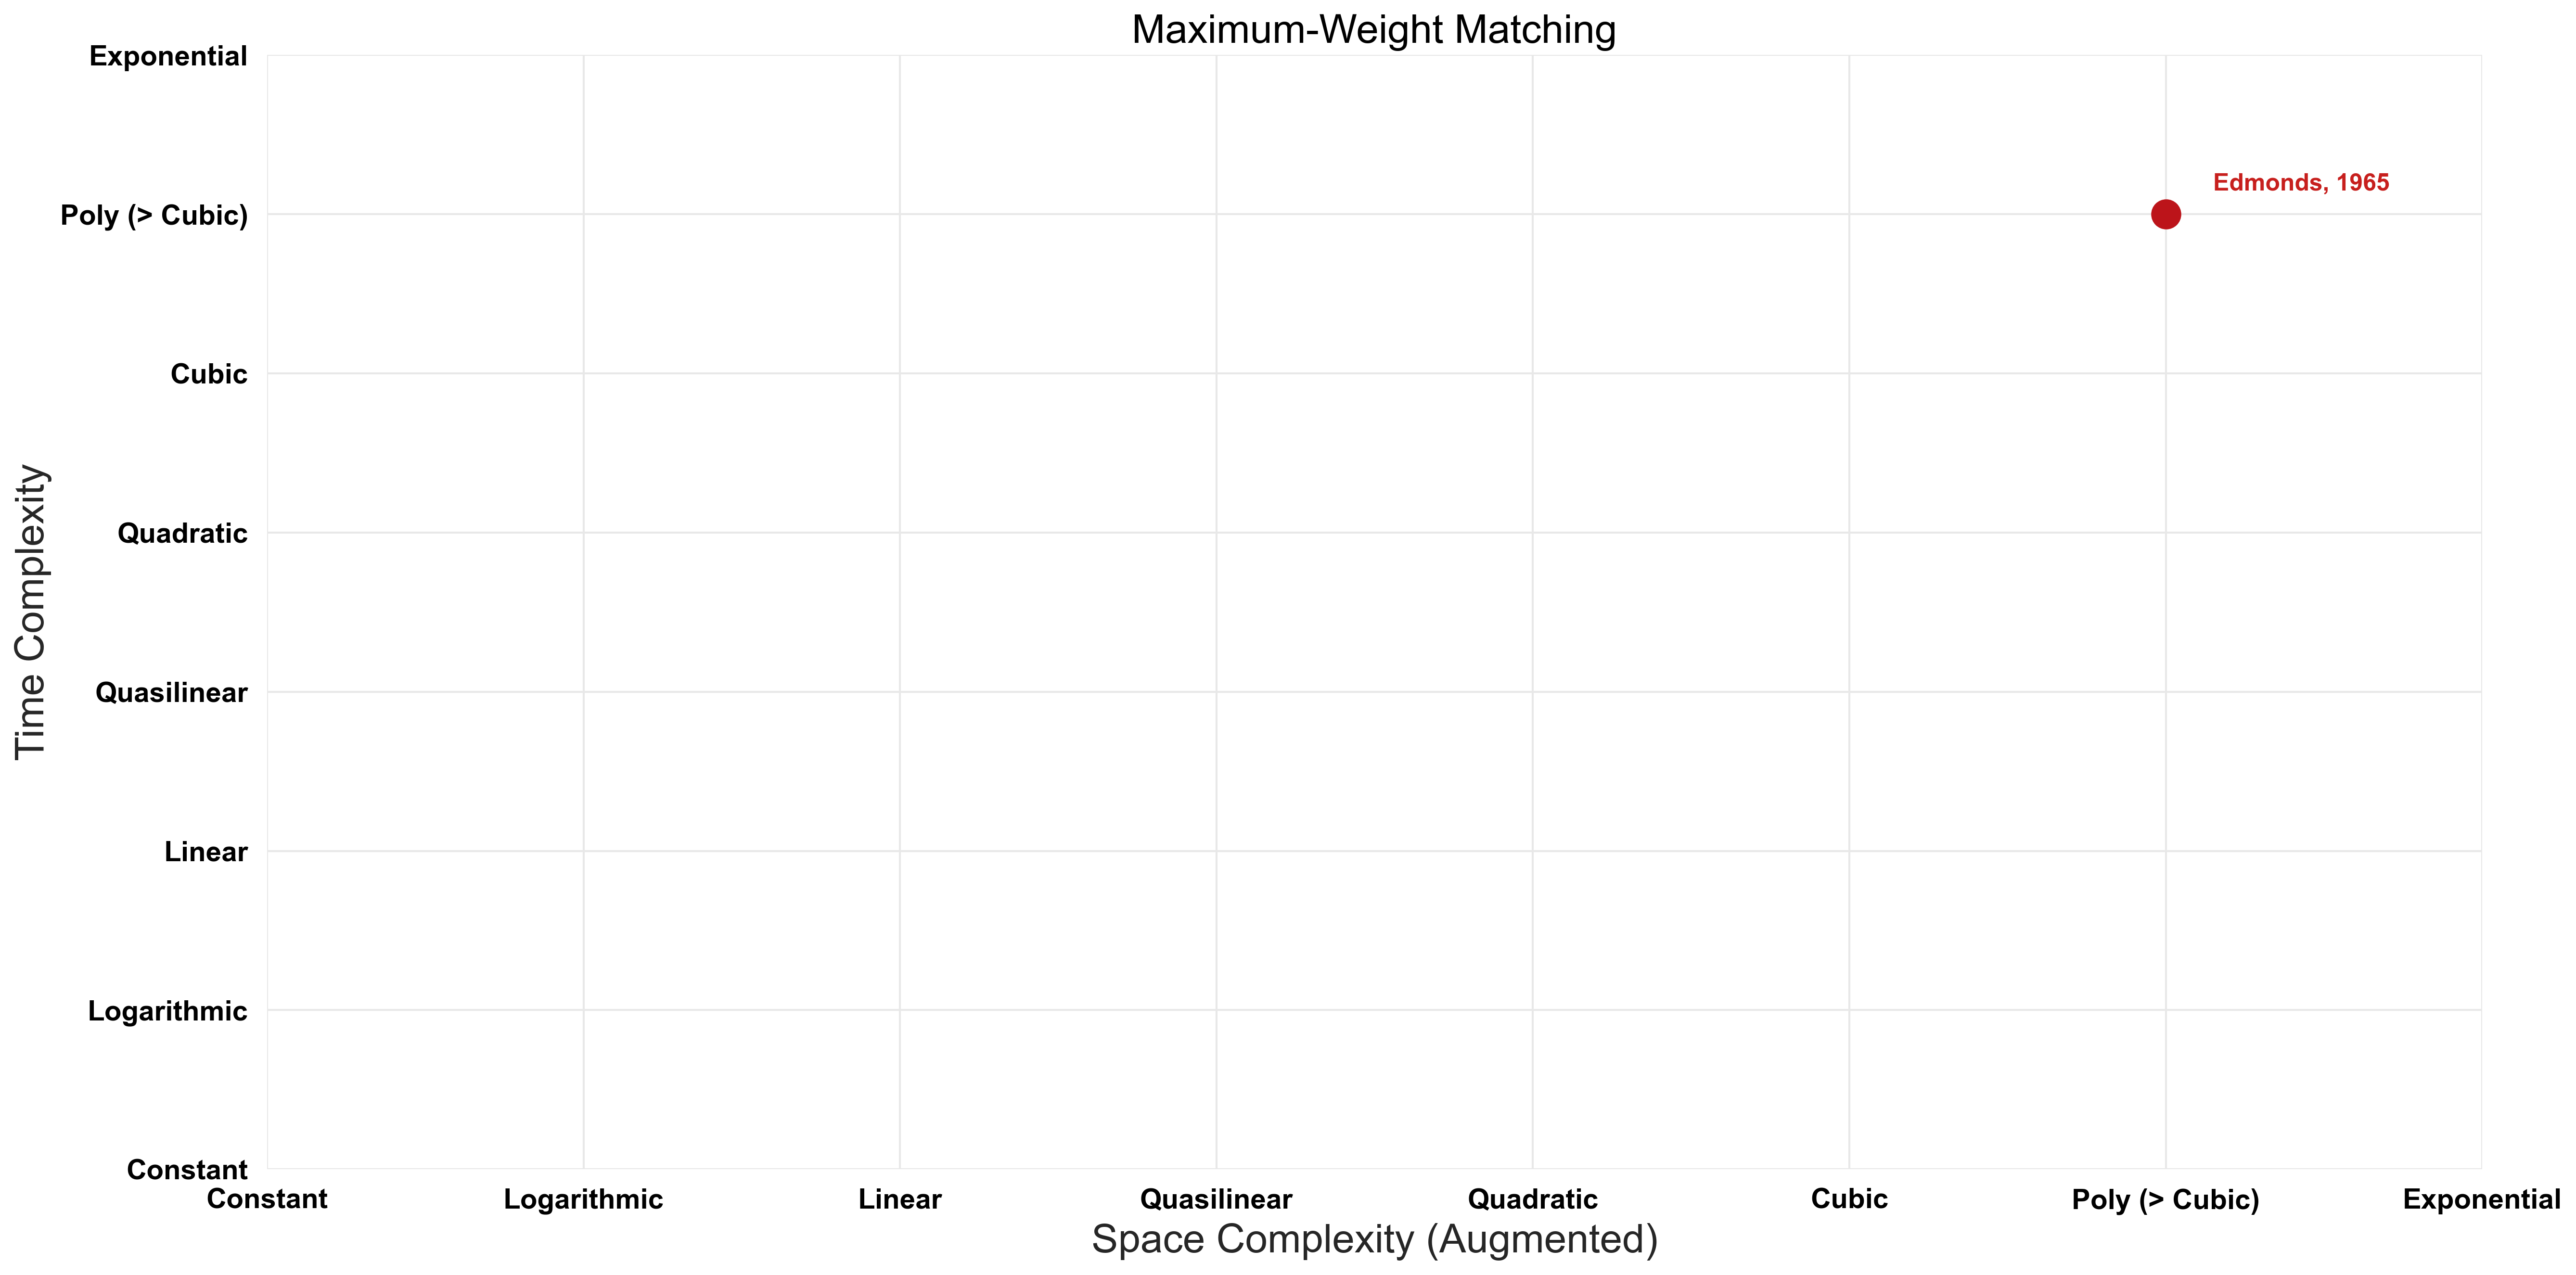 Maximum-Weight Matching
Exponential
Poly (> Cubic)
Cubic
Quadratic
Quasilinear
Linear
Logarithmic
Constant
Time Complexity
Edmonds, 1965
Constant
Logarithmic
Linear
Quasilinear
Quadratic
Cubic
Poly (> Cubic)
Exponential
Space Complexity (Augmented)